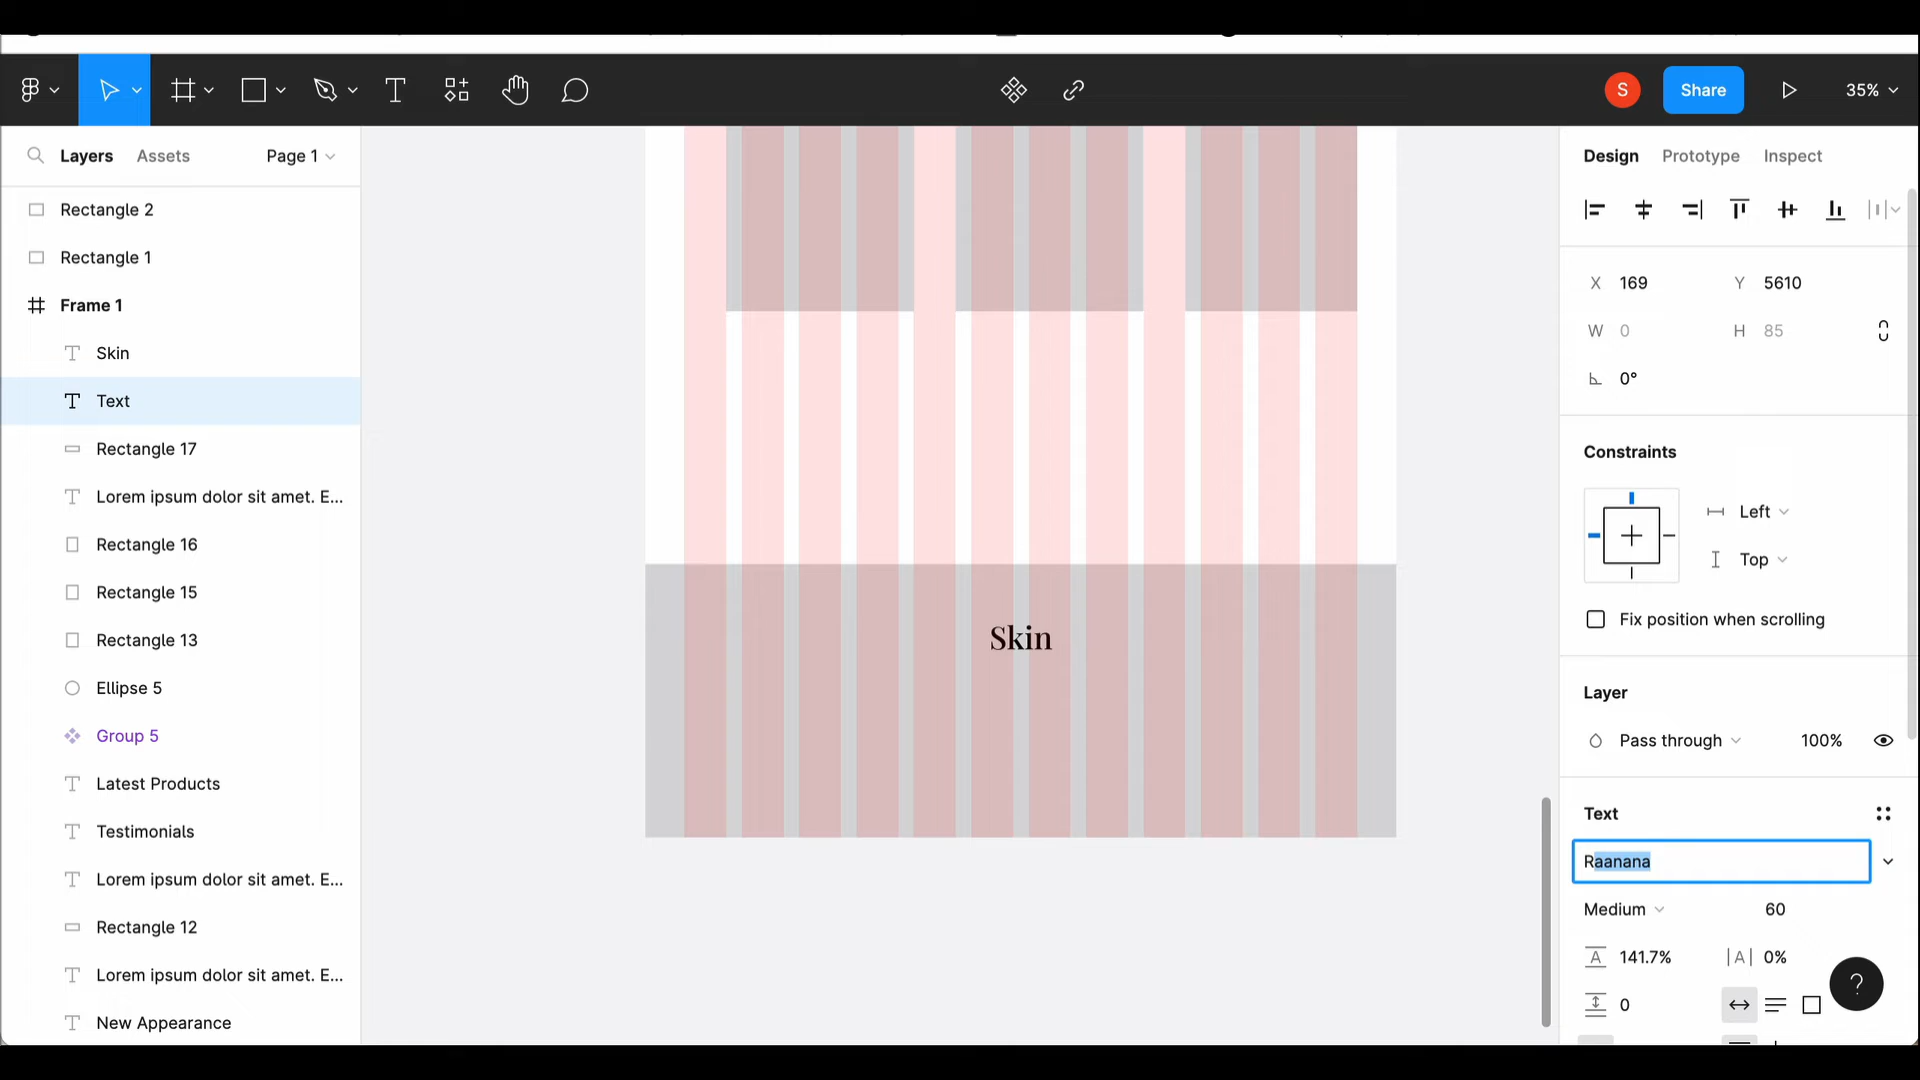 S
Share
35%
Layers
Assets
Page 1
Design
Prototype
Inspect
Rectangle 2
Rectangle 1
Frame 1
Skin
Text
Rectangle 17
Lorem ipsum dolor sit amet. E...
Rectangle 16
Rectangle 15
Rectangle 13
Ellipse 5
Group 5
Latest Products
Testimonials
Lorem ipsum dolor sit amet. E...
Rectangle 12
Lorem ipsum dolor sit amet. E...
New Appearance
Skin
X 169 Y 5610
W 0 H 85
0°
Constraints
Left
Top
Fix position when scrolling
Layer
Pass through 100%
Text
Raanana
Medium 60
A 141.7% |A| 0%
0
?